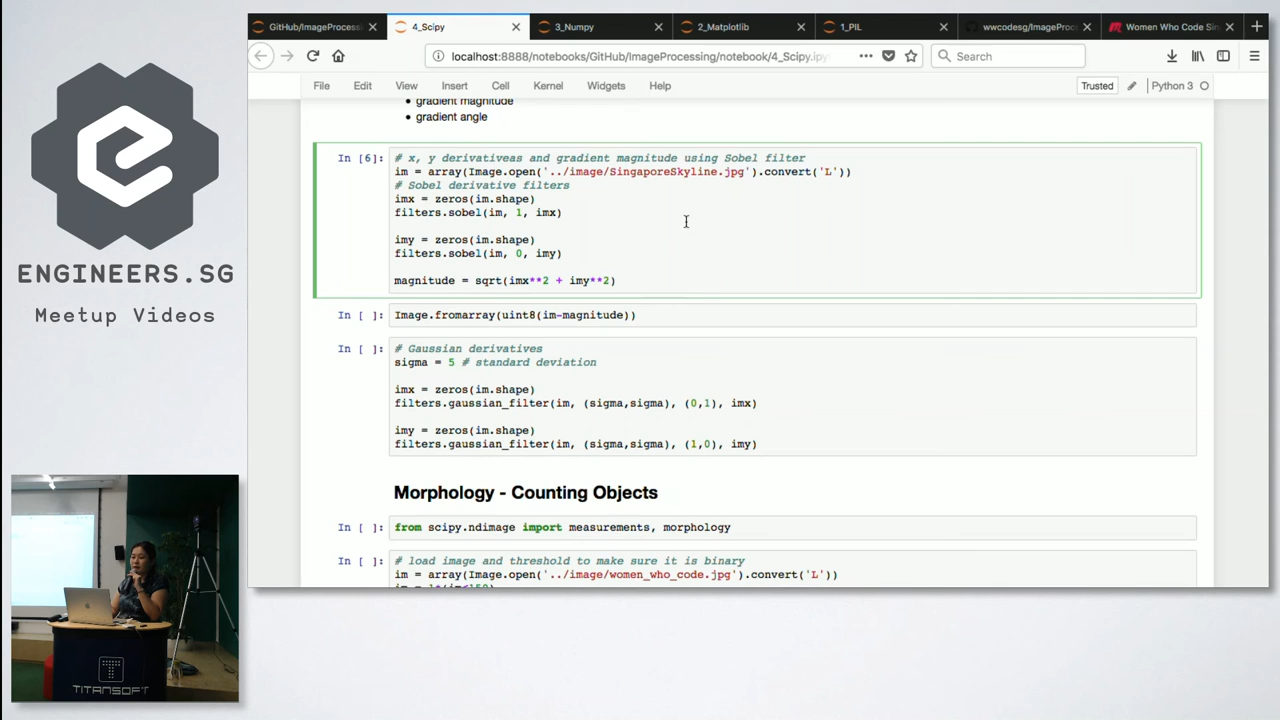 GitHub/ImageProcess
4_Scipy
3_Numpy
2_Matplotlib
1_PIL
wwcodesg/ImageProc
Women Who Code Sin
localhost:8888/notebooks/GitHub/ImageProcessing/notebook/4_Scipy.ipy
Search
File Edit View Insert Cell Kernel Widgets Help
Trusted
Python 3
gradient magnitude
gradient angle
In [6]:
# x, y derivativeas and gradient magnitude using Sobel filter
im = array(Image.open('../image/SingaporeSkyline.jpg').convert('L'))
# Sobel derivative filters
imx = zeros(im.shape)
filters.sobel(im, 1, imx)
imy = zeros(im.shape)
filters.sobel(im, 0, imy)
magnitude = sqrt(imx**2 + imy**2)
In [ ]:
Image.fromarray(uint8(im-magnitude))
In [ ]:
# Gaussian derivatives
sigma = 5 # standard deviation
imx = zeros(im.shape)
filters.gaussian_filter(im, (sigma,sigma), (0,1), imx)
imy = zeros(im.shape)
filters.gaussian_filter(im, (sigma,sigma), (1,0), imy)
Morphology - Counting Objects
In [ ]:
from scipy.ndimage import measurements, morphology
In [ ]:
# load image and threshold to make sure it is binary
im = array(Image.open('../image/women_who_code.jpg').convert('L'))
im = 1*(im<150)
ENGINEERS.SG
Meetup Videos
TITANSOFT